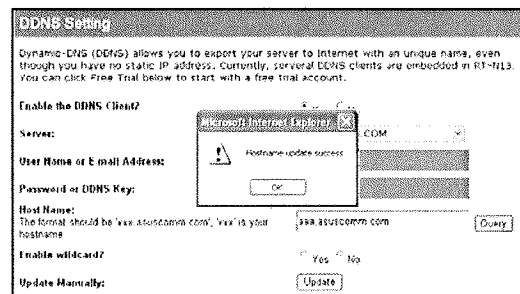 DDNS Setting
Dynamic-DNS (DDNS) allows you to export your server to Internet with an unique name, even
though you have no static IP address. Currently, serveral DDNS clients are embedded in RT-N13.
You can click Free Trial below to start with a free trial account.
Enable the DDNS Client?
Microsoft Internet Explorer
Server:
COM
Hostname update success
User Name or E-mail Address:
OK
Password or DDNS Key:
Host Name:
The format should be 'xxx.asuscomm.com', 'xxx' is your
hostname
aaa.asuscomm.com
Query
Enable wildcard?
Yes No
Update Manually:
Update